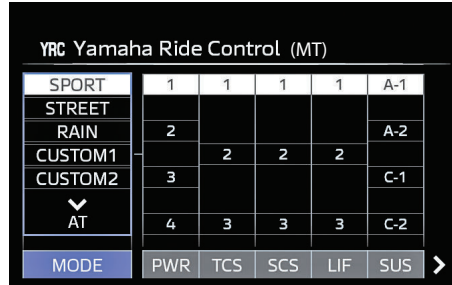 YRC Yamaha Ride Control (MT)
SPORT 1 1 1 1 A-1
STREET
RAIN 2 A-2
CUSTOM1 2 2 2
CUSTOM2 3 C-1
AT 4 3 3 3 C-2
MODE PWR TCS SCS LIF SUS